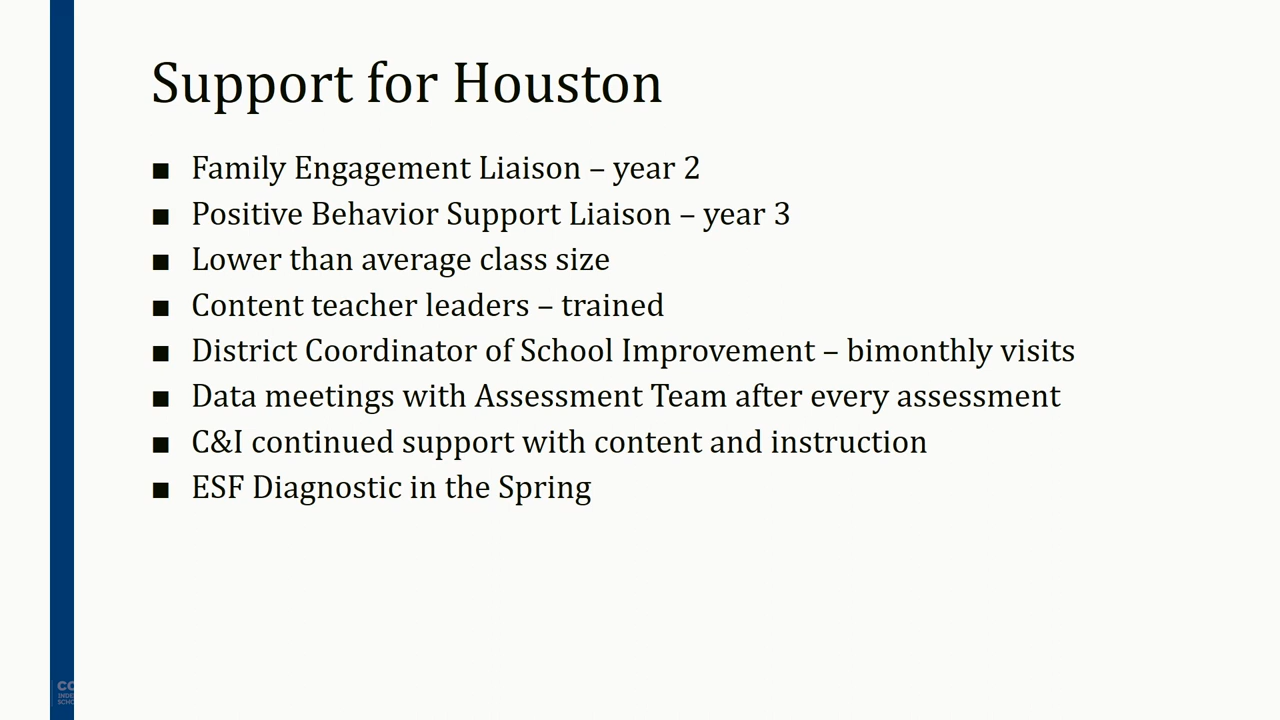 Support for Houston
■ Family Engagement Liaison – year 2
■ Positive Behavior Support Liaison – year 3
■ Lower than average class size
■ Content teacher leaders – trained
■ District Coordinator of School Improvement – bimonthly visits
■ Data meetings with Assessment Team after every assessment
■ C&I continued support with content and instruction
■ ESF Diagnostic in the Spring